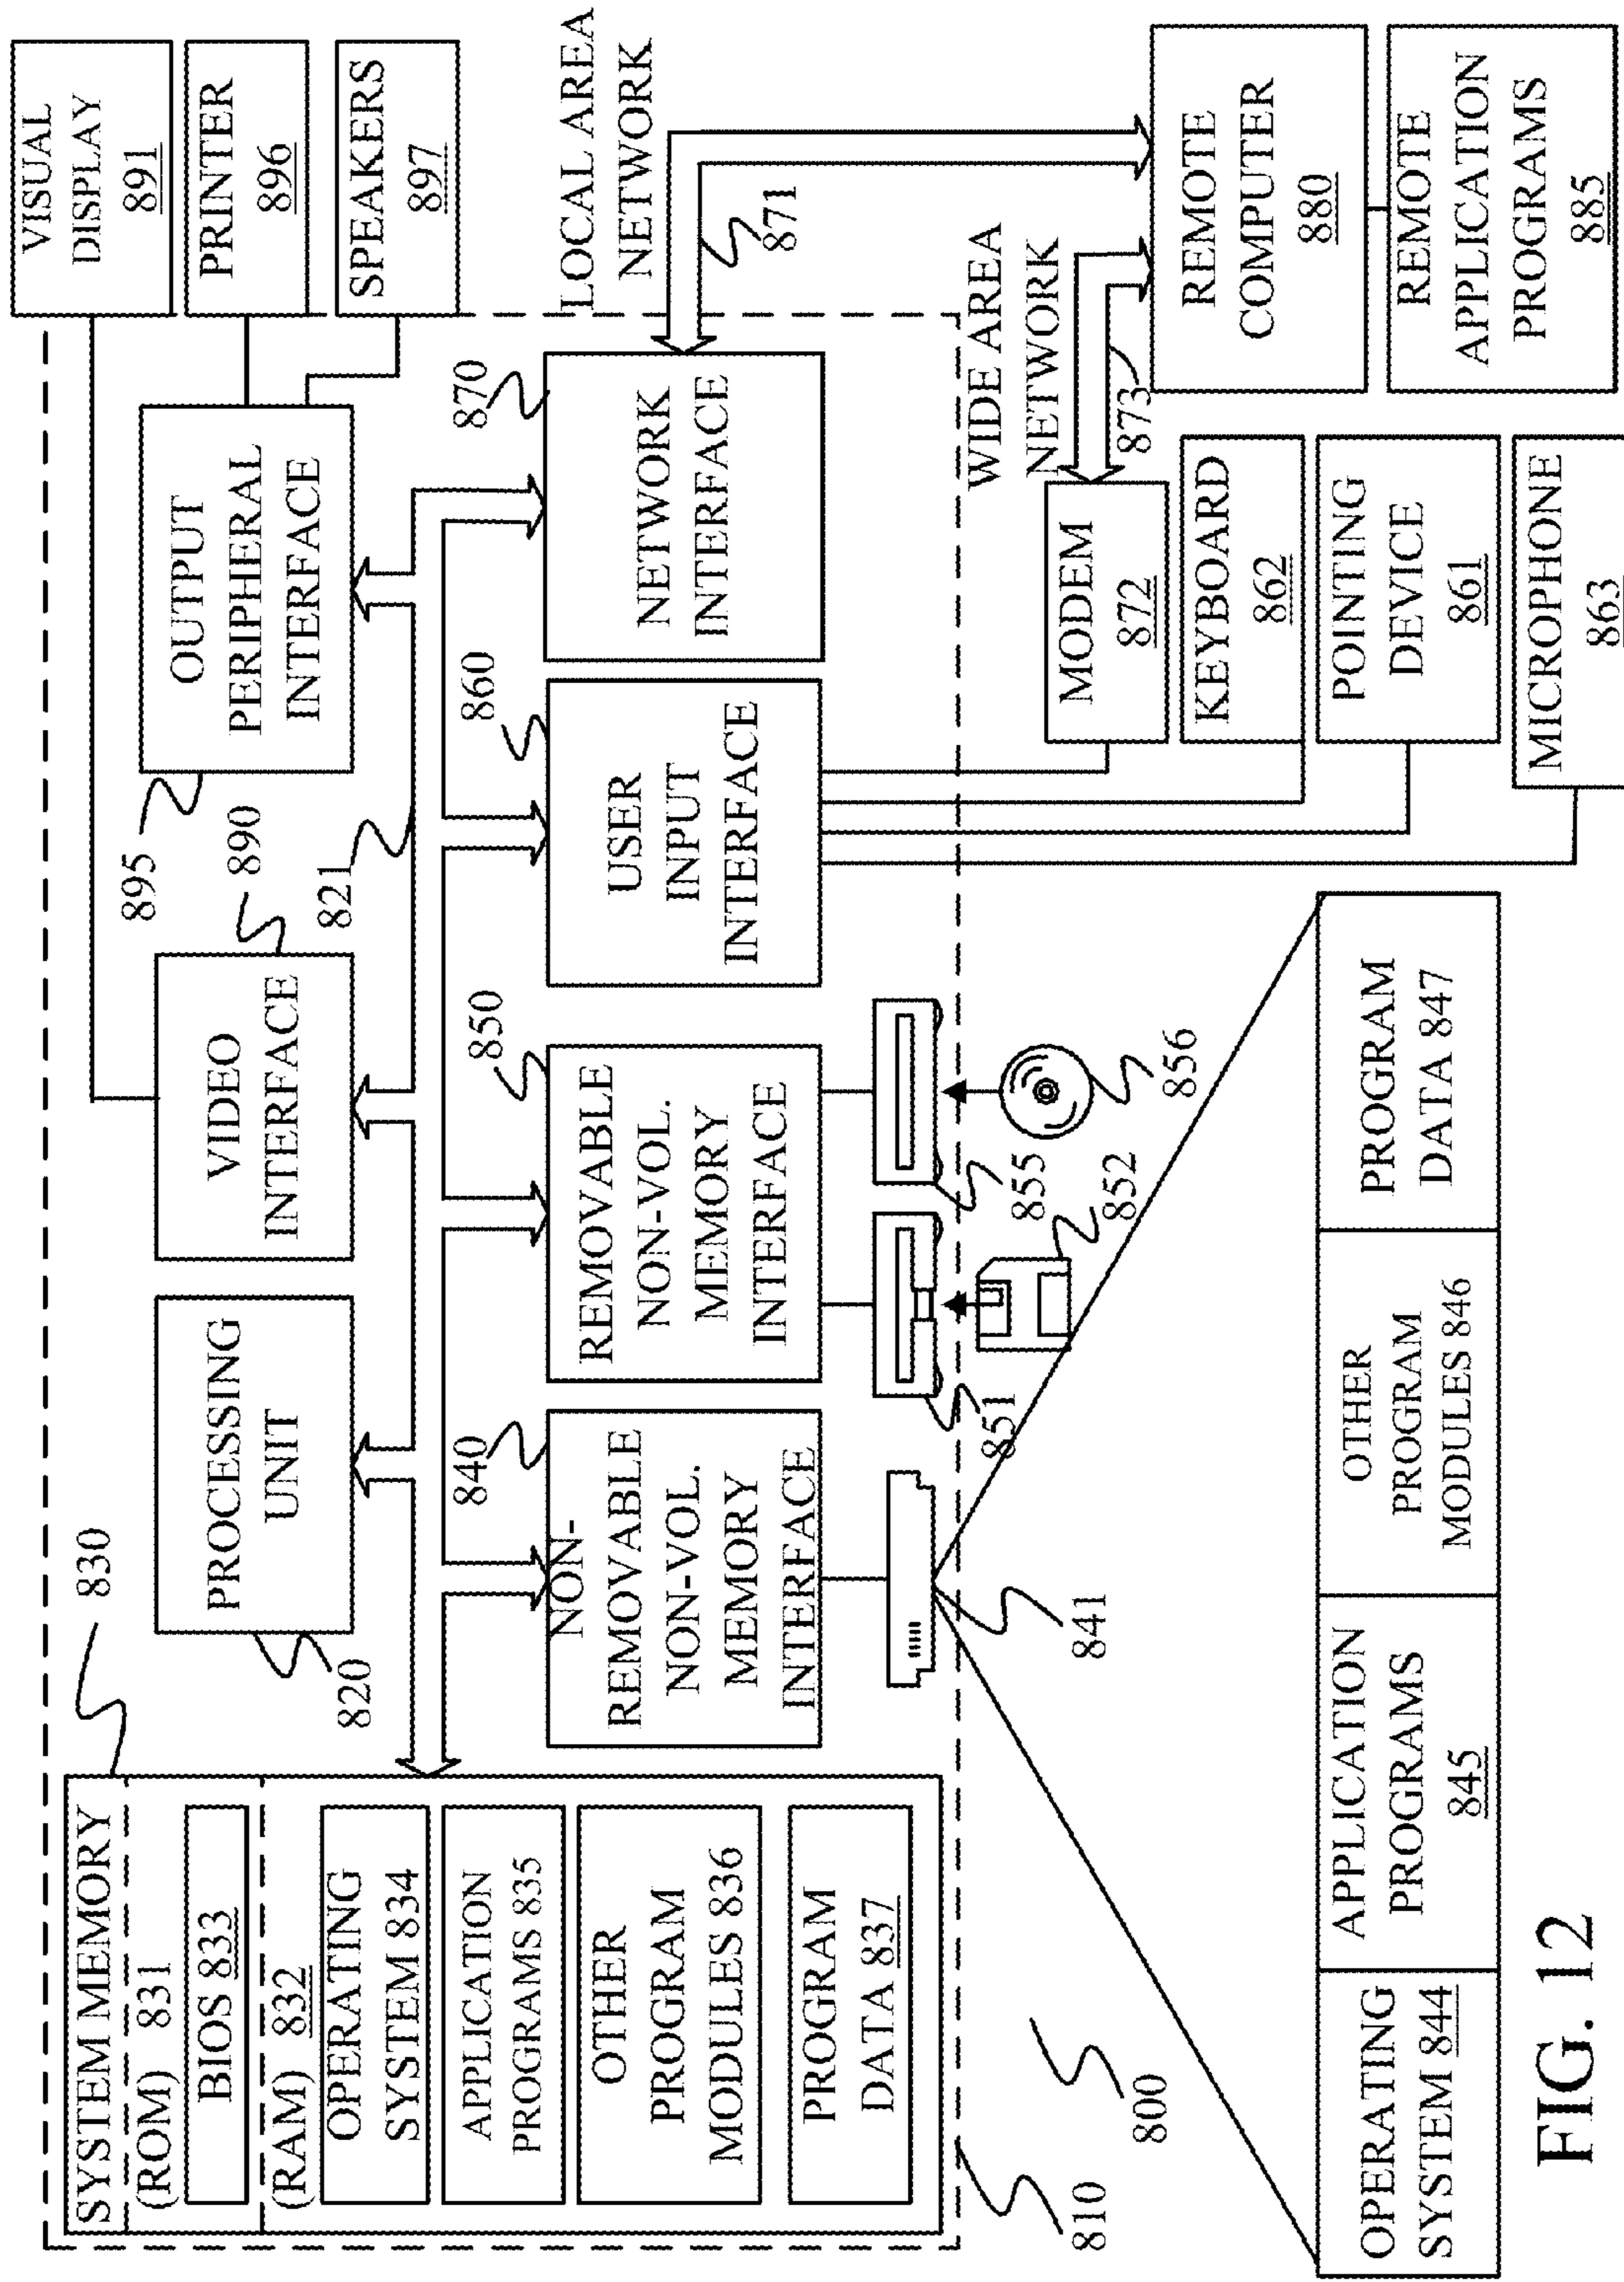 SYSTEM MEMORY
(ROM) 831
BIOS 833
(RAM) 832
OPERATING
SYSTEM 834
APPLICATION
PROGRAMS 835
OTHER
PROGRAM
MODULES 836
PROGRAM
DATA 837
830
PROCESSING
UNIT
820
VIDEO
INTERFACE
890
821
OUTPUT
PERIPHERAL
INTERFACE
895
VISUAL
DISPLAY
891
PRINTER
896
SPEAKERS
897
NON-
REMOVABLE
NON-VOL.
MEMORY
INTERFACE
840
REMOVABLE
NON-VOL.
MEMORY
INTERFACE
850
USER
INPUT
INTERFACE
860
NETWORK
INTERFACE
870
LOCAL AREA
NETWORK
871
841
851
852
855
856
WIDE AREA
NETWORK
873
MODEM
872
KEYBOARD
862
POINTING
DEVICE
861
MICROPHONE
863
REMOTE
COMPUTER
880
REMOTE
APPLICATION
PROGRAMS
885
810
800
OPERATING
SYSTEM 844
APPLICATION
PROGRAMS
845
OTHER
PROGRAM
MODULES 846
PROGRAM
DATA 847
FIG. 12